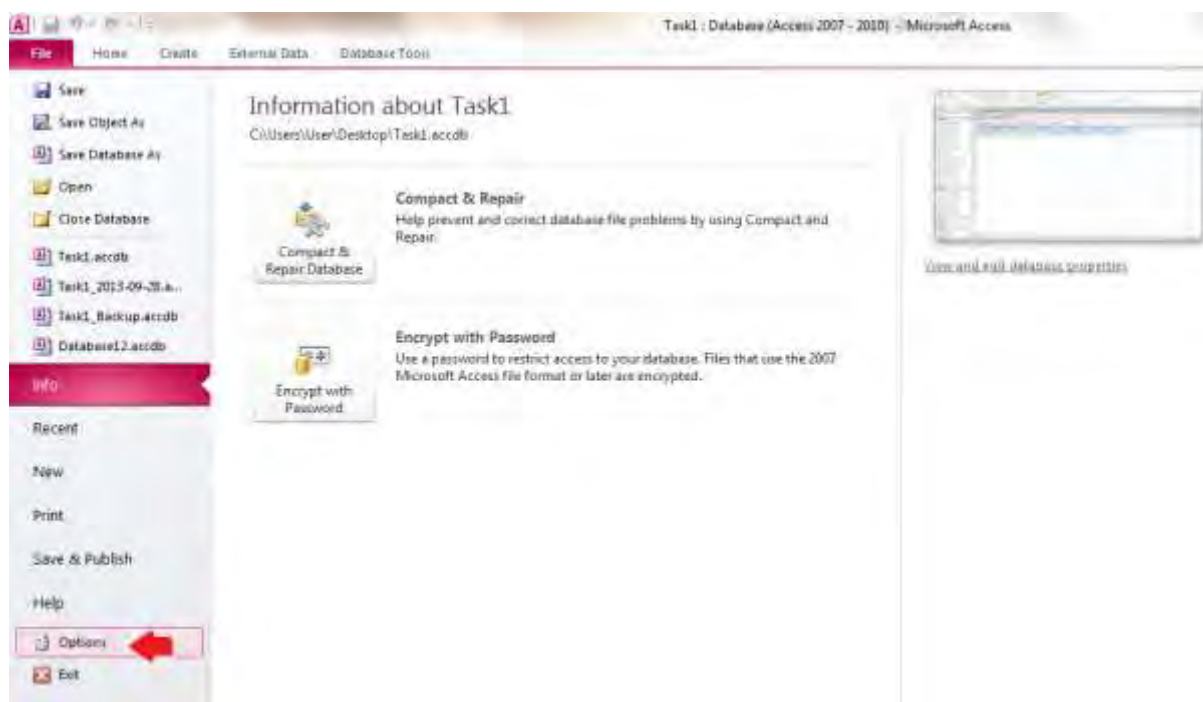 Task1 : Database (Access 2007 - 2010) - Microsoft Access
File Home Create External Data Database Tools
Save
Save Object As
Save Database As
Open
Close Database
Task1.accdb
Task1_2013-09-28.a...
Task1_Backup.accdb
Database12.accdb
Info
Recent
New
Print
Save & Publish
Help
Options
Exit
Information about Task1
C:\Users\User\Desktop\Task1.accdb
Compact &
Repair Database
Compact & Repair
Help prevent and correct database file problems by using Compact and
Repair.
Encrypt with
Password
Encrypt with Password
Use a password to restrict access to your database. Files that use the 2007
Microsoft Access file format or later are encrypted.
View and edit database properties